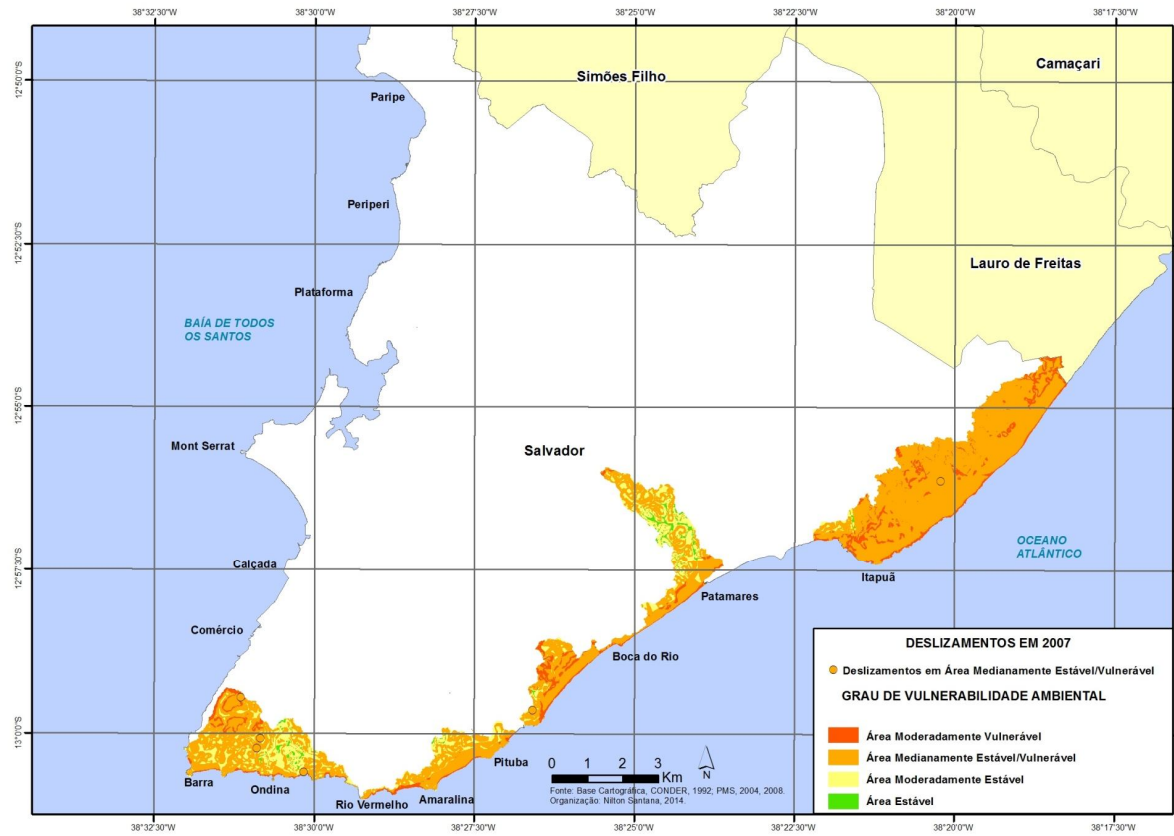 38°32'30"W 38°30'0"W 38°27'30"W 38°25'0"W 38°22'30"W 38°20'0"W 38°17'30"W
12°50'0"S
12°52'30"S
12°55'0"S
12°57'30"S
13°0'0"S
Simões Filho
Camaçari
Paripe
Periperi
Lauro de Freitas
Plataforma
BAÍA DE TODOS
OS SANTOS
Mont Serrat
Salvador
OCEANO
ATLÂNTICO
Calçada
Itapuã
Patamares
Comércio
Boca do Rio
Pituba
Barra
Ondina
Rio Vermelho
Amaralina
0 1 2 3
Km
N
Fonte: Base Cartográfica, CONDER, 1992; PMS, 2004, 2008.
Organização: Nilton Santana, 2014.
DESLIZAMENTOS EM 2007
Deslizamentos em Área Medianamente Estável/Vulnerável
GRAU DE VULNERABILIDADE AMBIENTAL
Área Moderadamente Vulnerável
Área Medianamente Estável/Vulnerável
Área Moderadamente Estável
Área Estável
38°32'30"W 38°30'0"W 38°27'30"W 38°25'0"W 38°22'30"W 38°20'0"W 38°17'30"W